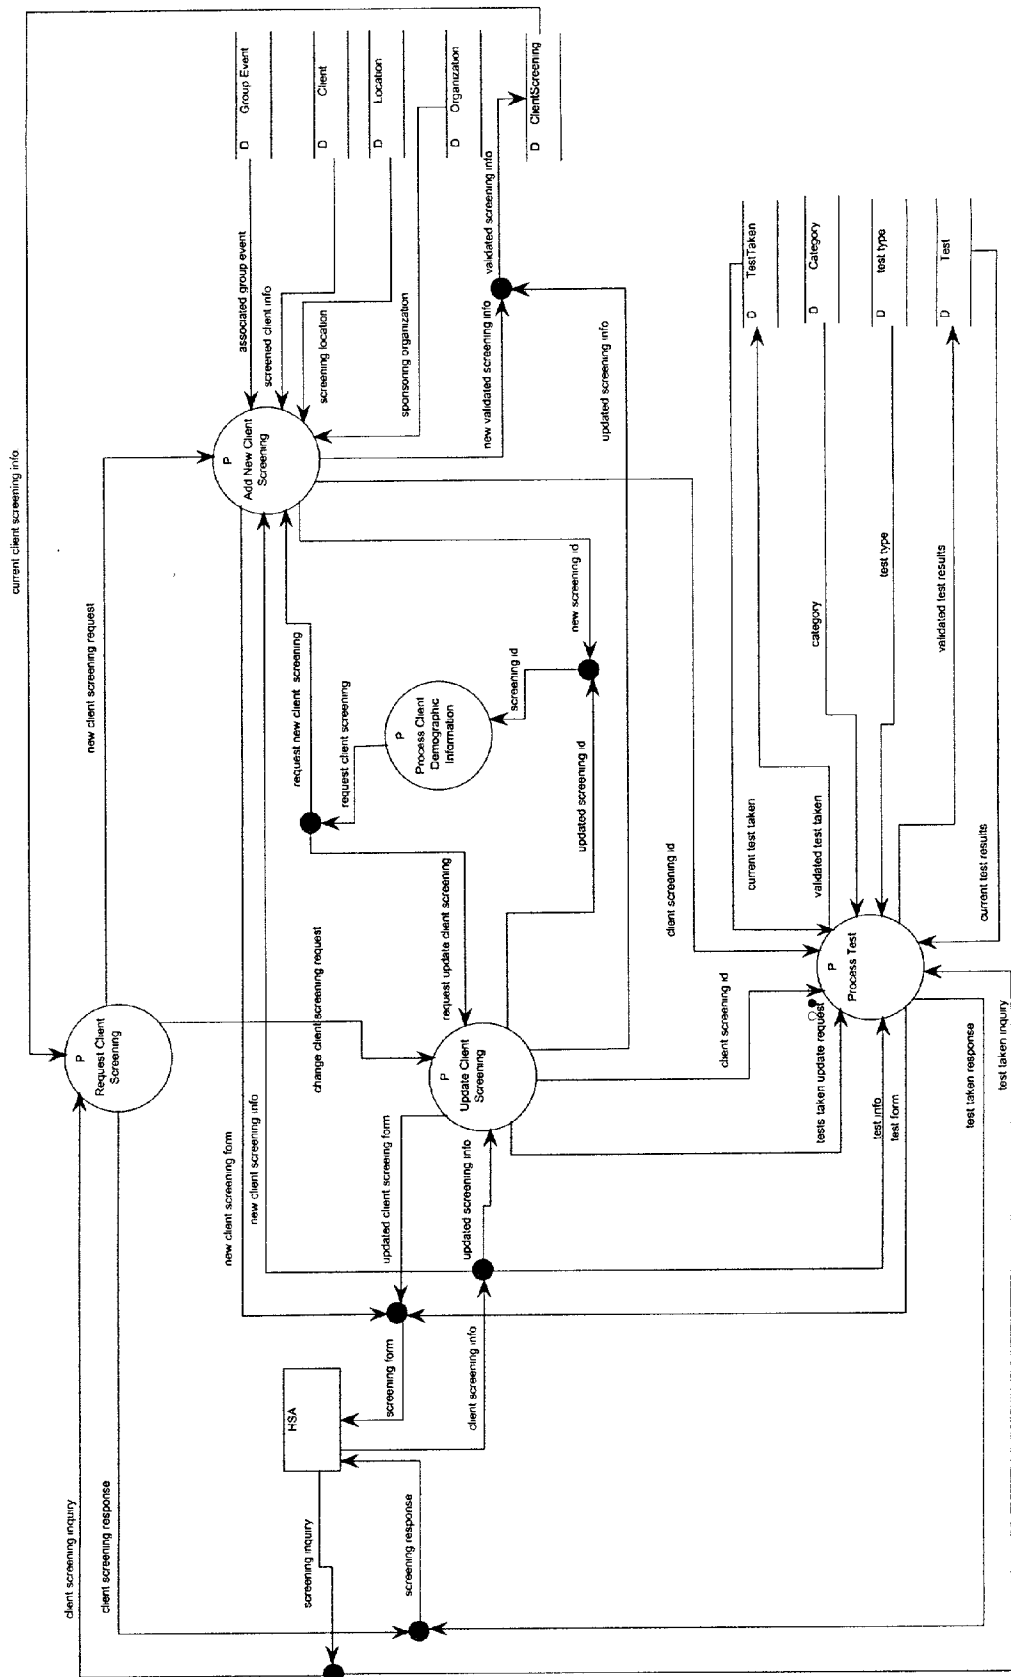 current client screening info
new client screening request
D Group Event
D Client
D Location
D Organization
D ClientScreening
associated group event
screened client info
screening location
sponsoring organization
new validated screening info
validated screening info
updated screening info
P
Add New Client
Screening
P
Request Client
Screening
request new client screening
request client screening
P
Process Client
Demographic
Information
screening id
new screening id
updated screening id
change client screening request
request update client screening
P
Update Client
Screening
client screening id
client screening id
new client screening form
new client screening info
updated client screening form
updated screening info
HSA
screening form
client screening info
client screening inquiry
client screening response
screening inquiry
screening response
D TestTaken
D Category
D test type
D Test
current test taken
validated test taken
category
test type
validated test results
current test results
P
Process Test
tests taken update request
test info
test form
test taken response
test taken inquiry